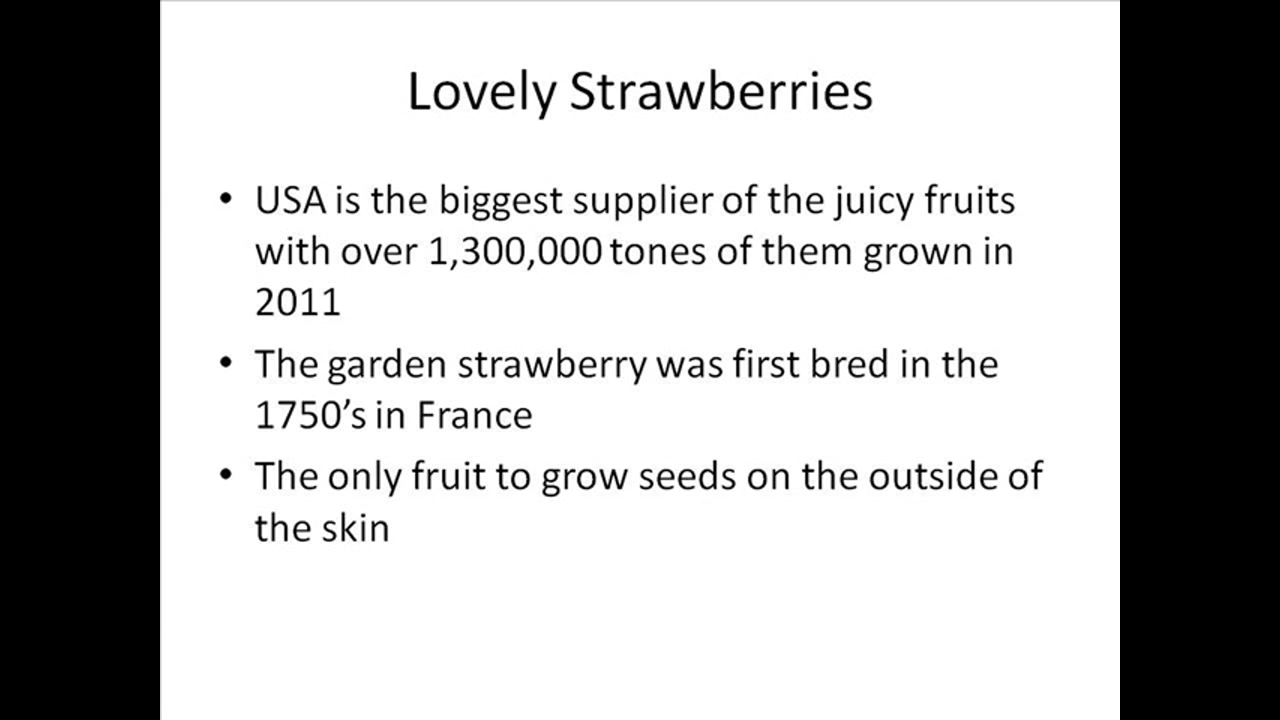 Lovely Strawberries
• USA is the biggest supplier of the juicy fruits
with over 1,300,000 tones of them grown in
2011
• The garden strawberry was first bred in the
1750’s in France
• The only fruit to grow seeds on the outside of
the skin